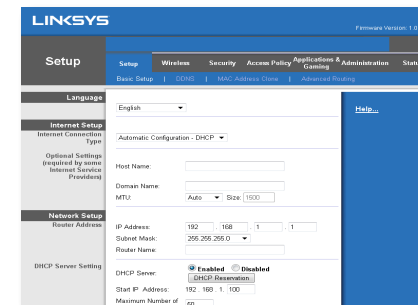 LINKSYS
Firmware Version: 1.0
Setup
Setup Wireless Security Access Policy Applications & Gaming Administration Statu
Basic Setup | DDNS | MAC Address Clone | Advanced Routing
Language
English
Help...
Internet Setup
Internet Connection Type
Automatic Configuration - DHCP
Optional Settings
(required by some
Internet Service
Providers)
Host Name:
Domain Name:
MTU: Auto Size: 1500
Network Setup
Router Address
IP Address: 192 . 168 . 1 . 1
Subnet Mask: 255.255.255.0
Router Name:
DHCP Server Setting
DHCP Server: Enabled Disabled
DHCP Reservation
Start IP Address: 192 . 168 . 1. 100
Maximum Number of 50